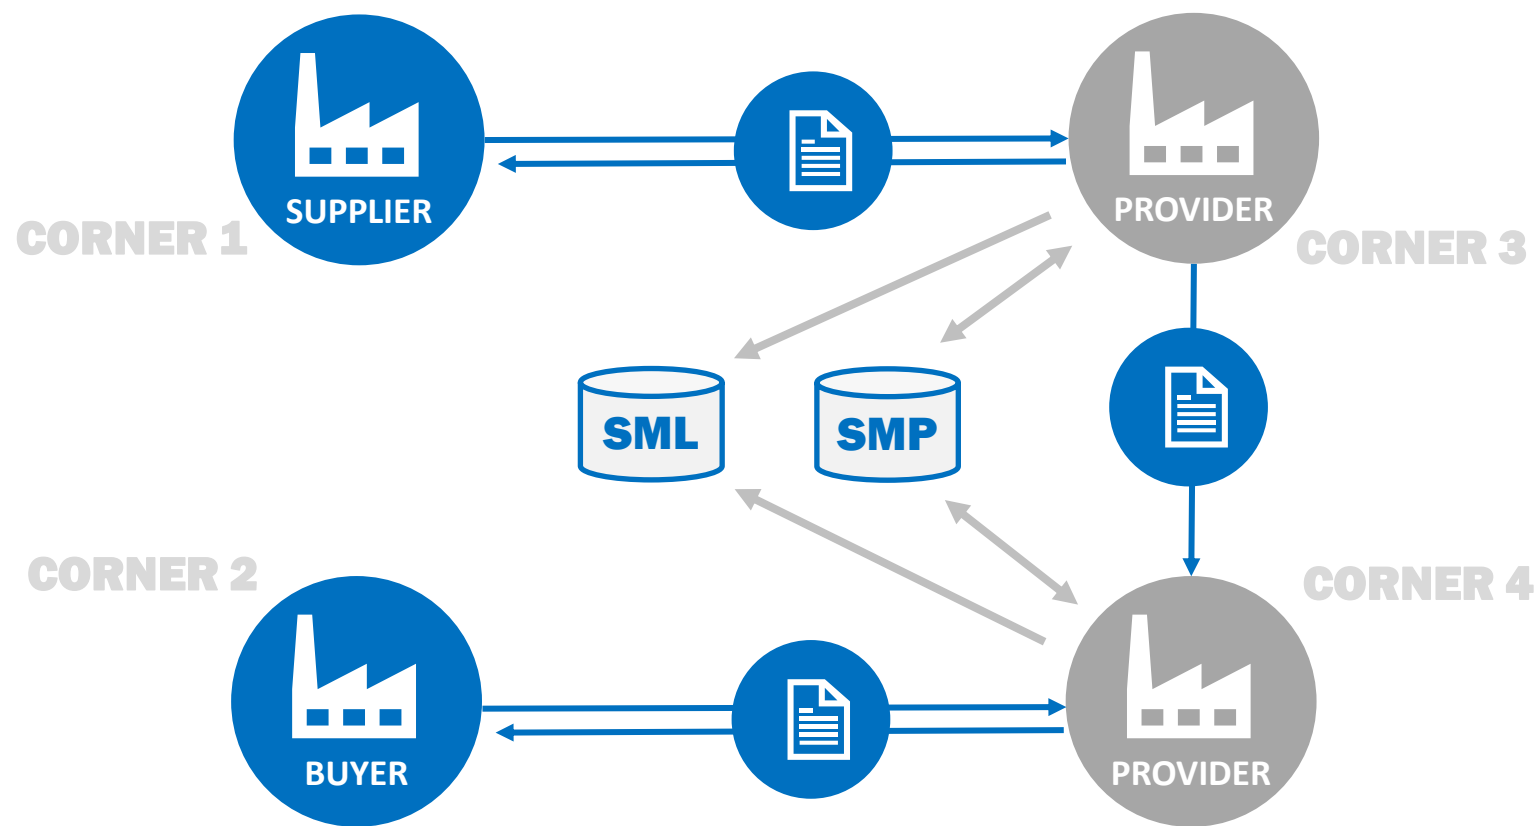 SUPPLIER
PROVIDER
CORNER 1
CORNER 3
SML
SMP
CORNER 2
CORNER 4
BUYER
PROVIDER